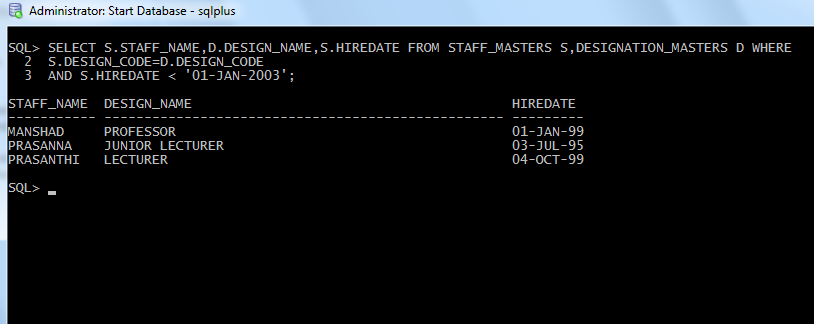 Administrator: Start Database - sqlplus
SQL> SELECT S.STAFF_NAME,D.DESIGN_NAME,S.HIREDATE FROM STAFF_MASTERS S,DESIGNATION_MASTERS D WHERE
2 S.DESIGN_CODE=D.DESIGN_CODE
3 AND S.HIREDATE < '01-JAN-2003';
STAFF_NAME DESIGN_NAME HIREDATE
----------- -------------------------------------------------- ---------
MANSHAD PROFESSOR 01-JAN-99
PRASANNA JUNIOR LECTURER 03-JUL-95
PRASANTHI LECTURER 04-OCT-99
SQL> _